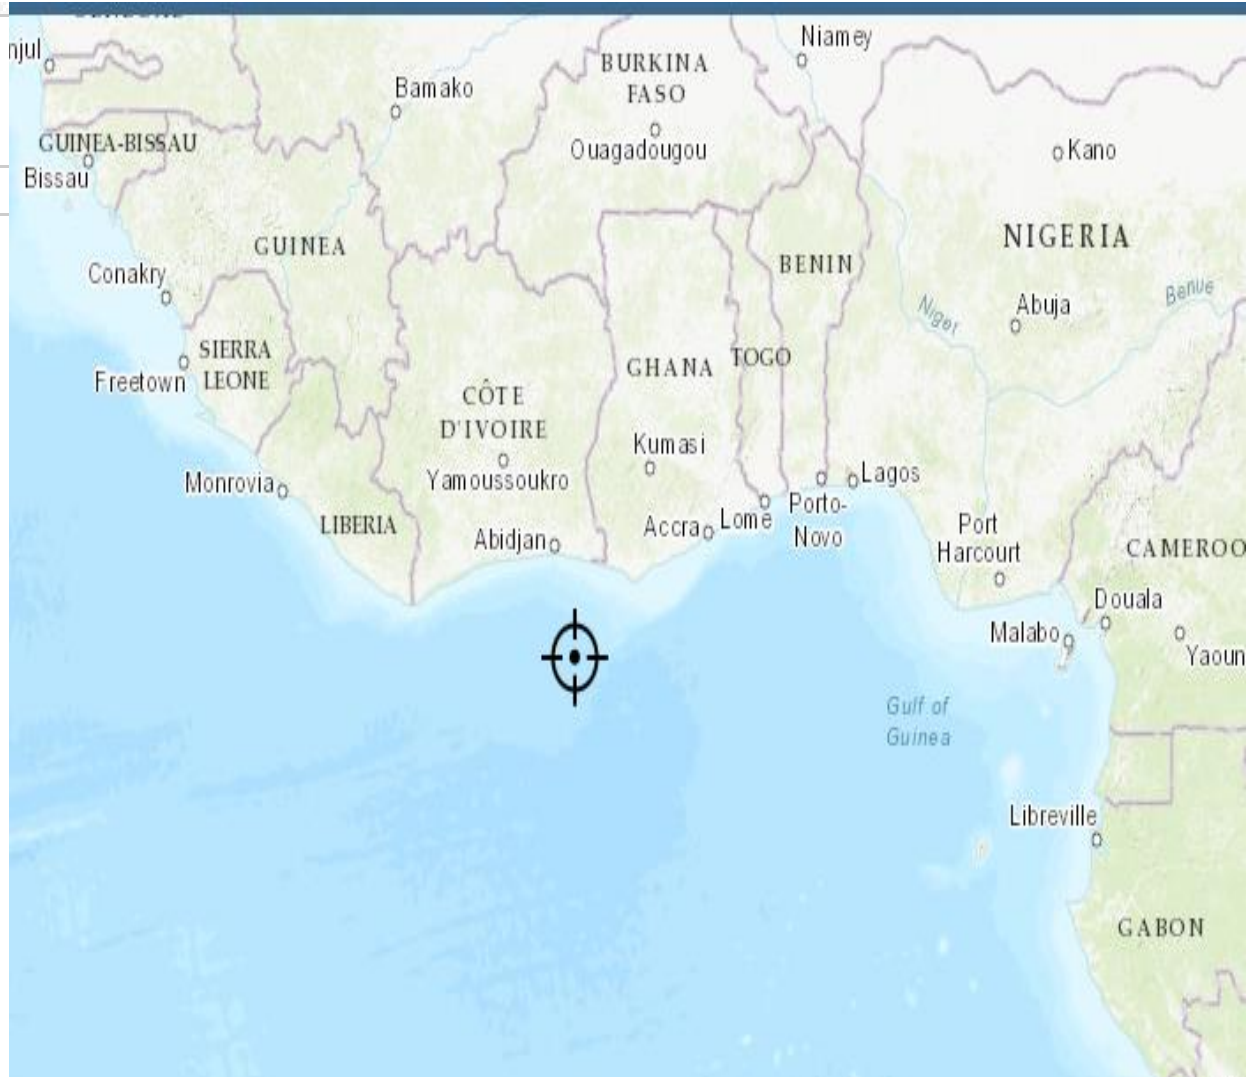 njul
Niamey
BURKINA
FASO
Bamako
Ouagadougou
Kano
GUINEA-BISSAU
Bissau
GUINEA
NIGERIA
BENIN
Conakry
Benue
Abuja
Niger
SIERRA
LEONE
Freetown
GHANA
TOGO
CÔTE
D'IVOIRE
Kumasi
Yamoussoukro
Lagos
Monrovia
Porto-
Novo
LIBERIA
Abidjan
Accra
Lomé
Port
Harcourt
CAMEROO
Douala
Malabo
Yaoun
Gulf of
Guinea
Libreville
GABON